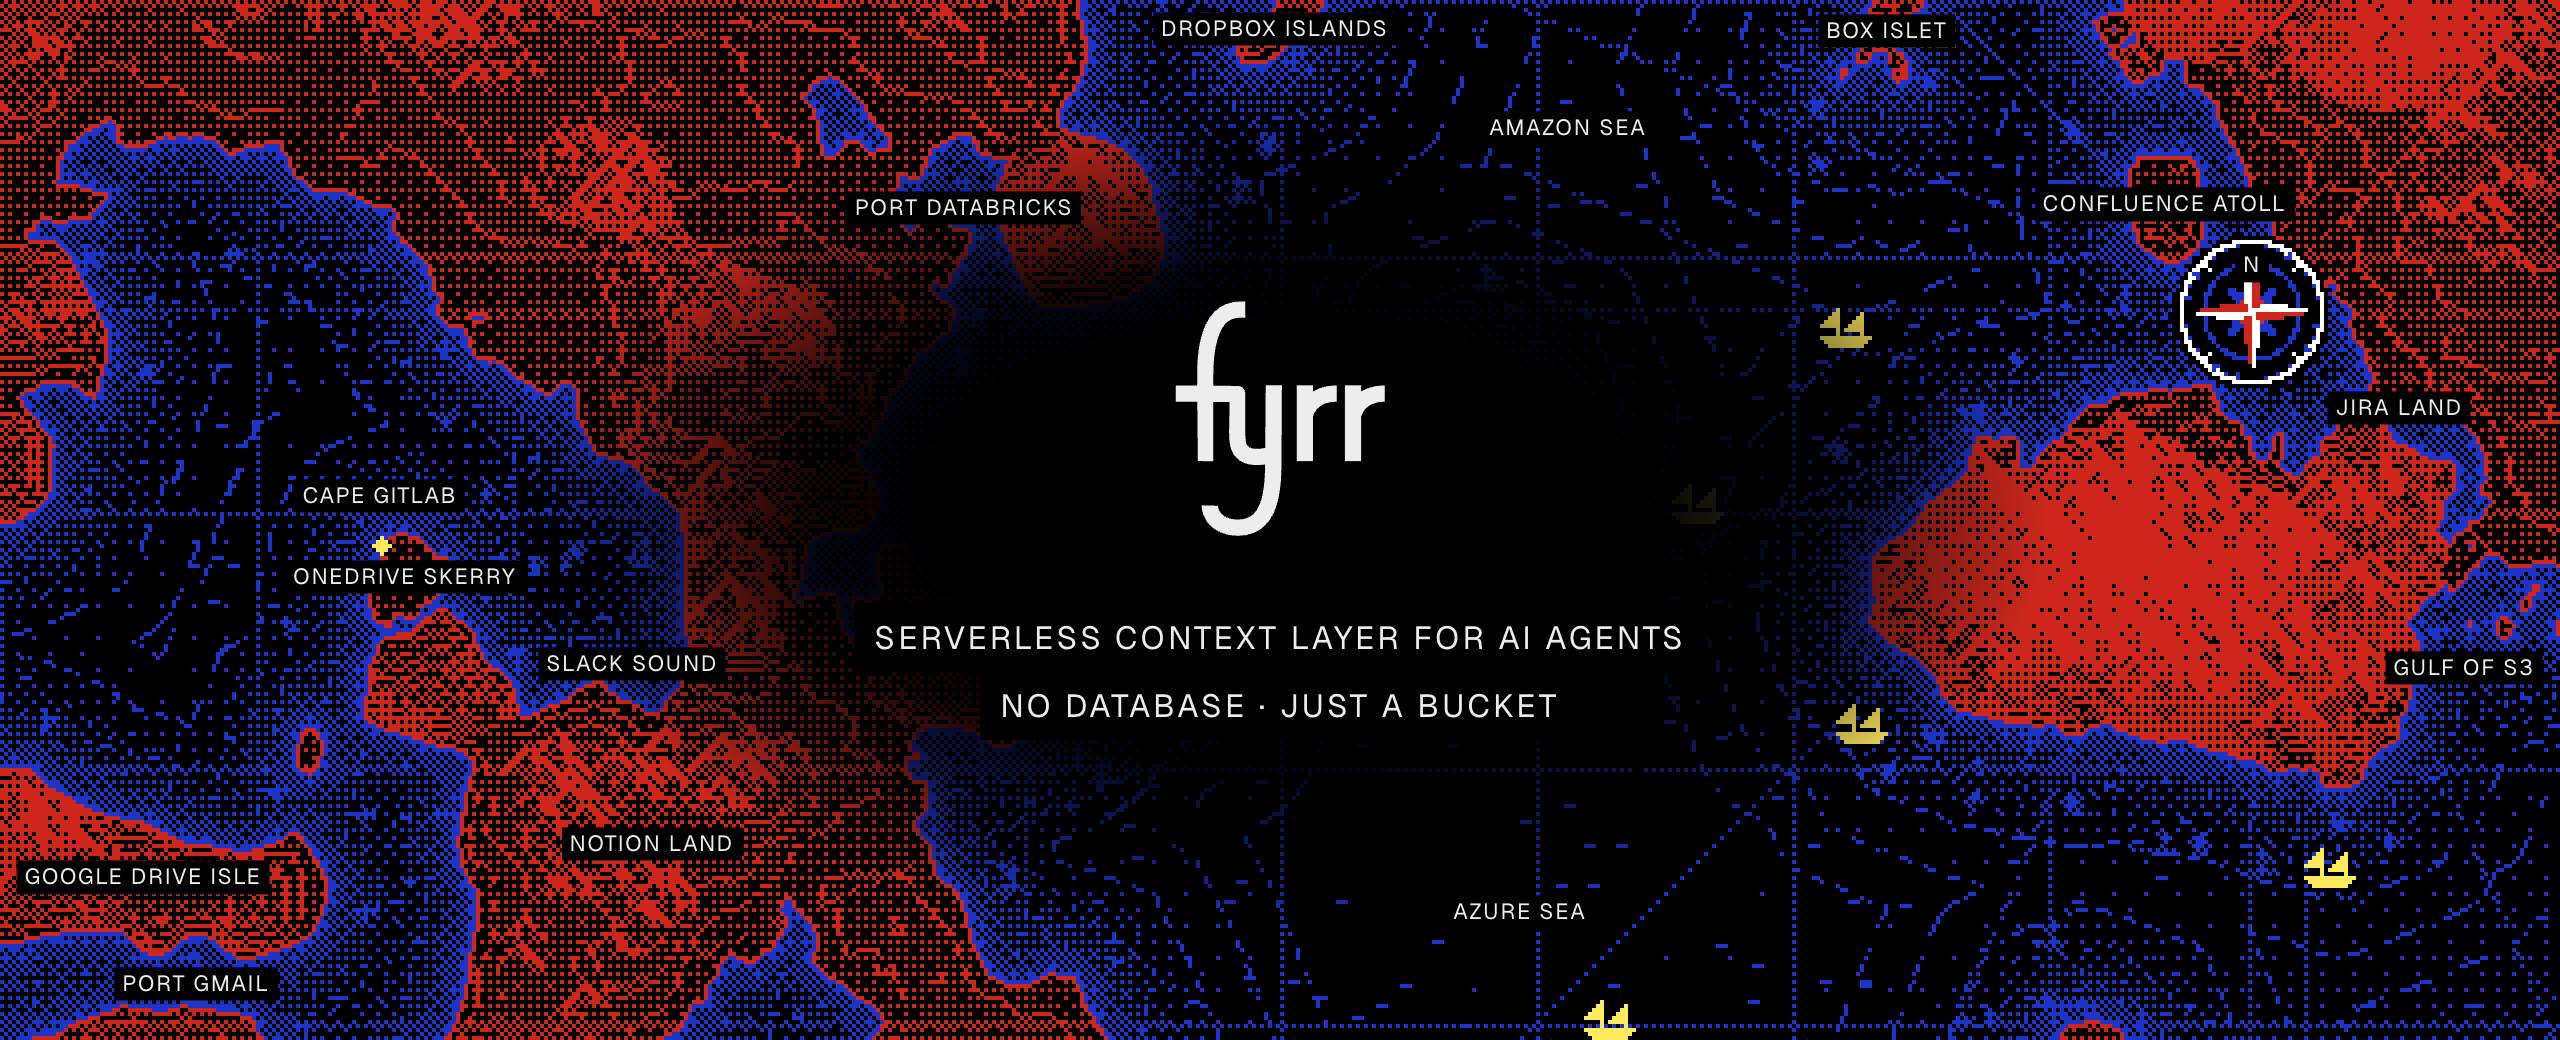 DROPBOX ISLANDS
BOX ISLET
AMAZON SEA
PORT DATABRICKS
CONFLUENCE ATOLL
N
fyrr
JIRA LAND
CAPE GITLAB
ONEDRIVE SKERRY
SLACK SOUND
SERVERLESS CONTEXT LAYER FOR AI AGENTS
GULF OF S3
NO DATABASE · JUST A BUCKET
NOTION LAND
GOOGLE DRIVE ISLE
AZURE SEA
PORT GMAIL